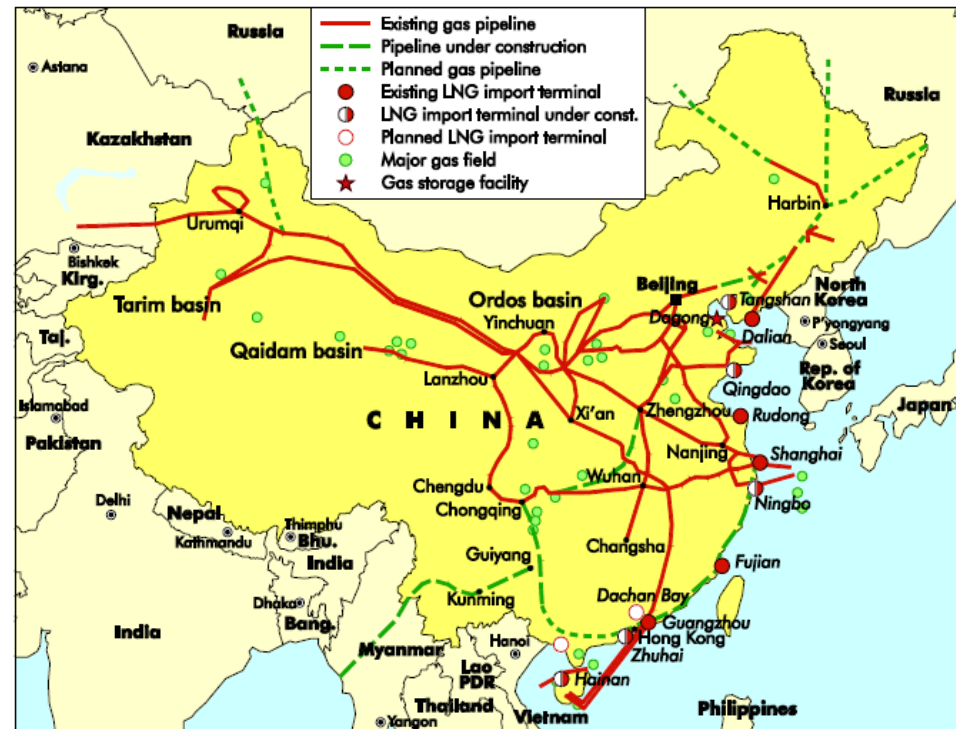 Existing gas pipeline
Pipeline under construction
Planned gas pipeline
Existing LNG import terminal
LNG import terminal under const.
Planned LNG import terminal
Major gas field
Gas storage facility
Russia
Astana
Russia
Kazakhstan
Harbin
Urumqi
Bishkek
Kirg.
Beijing
Tangshan
North
Korea
Tarim basin
Ordos basin
Yinchuan
Dagong
P'yongyang
Dalian
Seoul
Taj.
Qaidam basin
Rep. of
Korea
Lanzhou
Qingdao
Islamabad
CHINA
Xi'an
Zhengzhou
Rudong
Japan
Pakistan
Nanjing
Shanghai
Chengdu
Wuhan
Ningbo
Delhi
Chongqing
Nepal
Thimphu
Kathmandu
Bhu.
Changsha
India
Guiyang
Fujian
Kunming
Dachan Bay
Dhaka
Bang.
Guangzhou
India
Hanoi
Hong Kong
Myanmar
Zhuhai
Lao
PDR
Hainan
Thailand
Vietnam
Philippines
Yangon